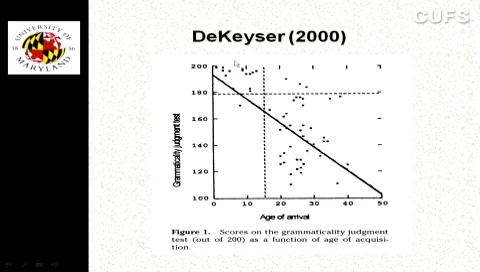 CUFS
DeKeyser (2000)
UNIVERSITY OF
18 56
MARYLAND
200
180
160
140
120
100
Grammaticality judgment test
0 10 20 30 40 50
Age of arrival
Figure 1. Scores on the grammaticality judgment
test (out of 200) as a function of age of acquisi-
tion.